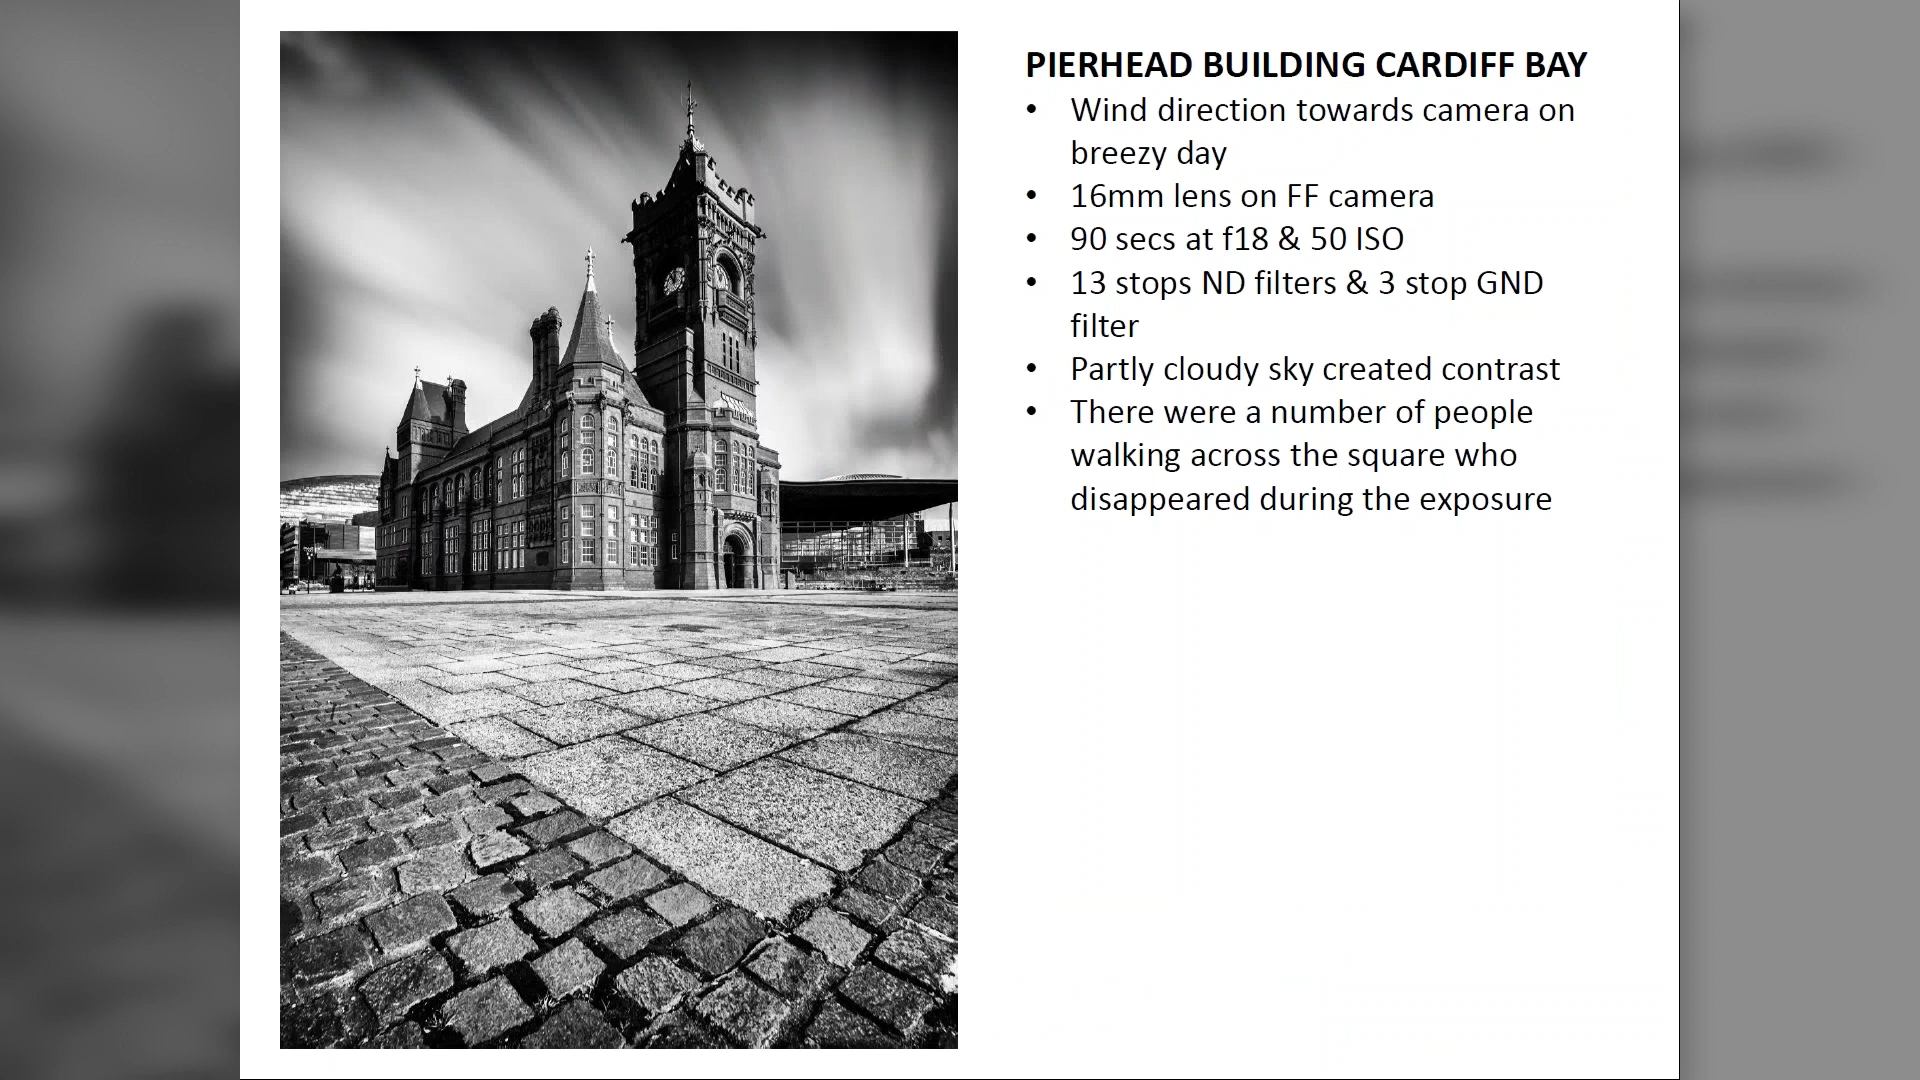 PIERHEAD BUILDING CARDIFF BAY
• Wind direction towards camera on
breezy day
• 16mm lens on FF camera
• 90 secs at f18 & 50 ISO
• 13 stops ND filters & 3 stop GND
filter
• Partly cloudy sky created contrast
• There were a number of people
walking across the square who
disappeared during the exposure